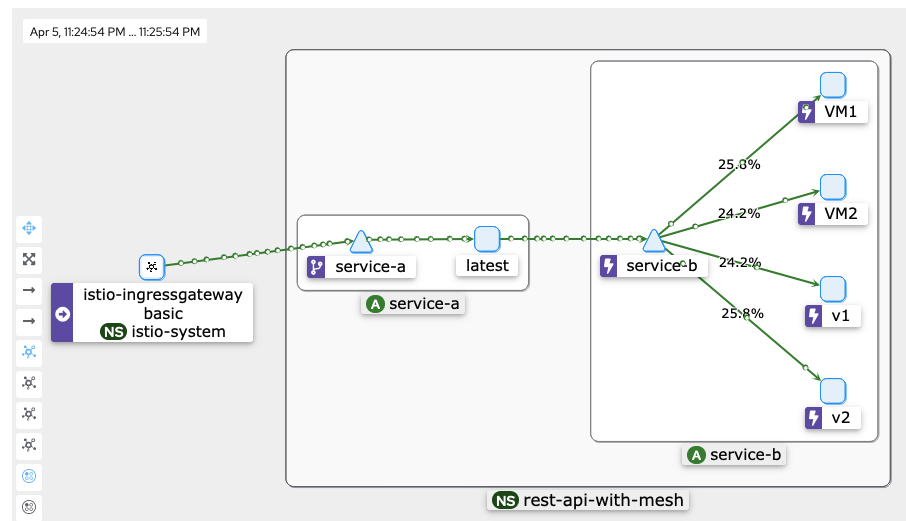 Apr 5, 11:24:54 PM ... 11:25:54 PM
VM1
25.8%
VM2
24.2%
service-a
latest
service-b
24.2%
istio-ingressgateway
basic
NS istio-system
A service-a
v1
25.8%
v2
A service-b
NS rest-api-with-mesh